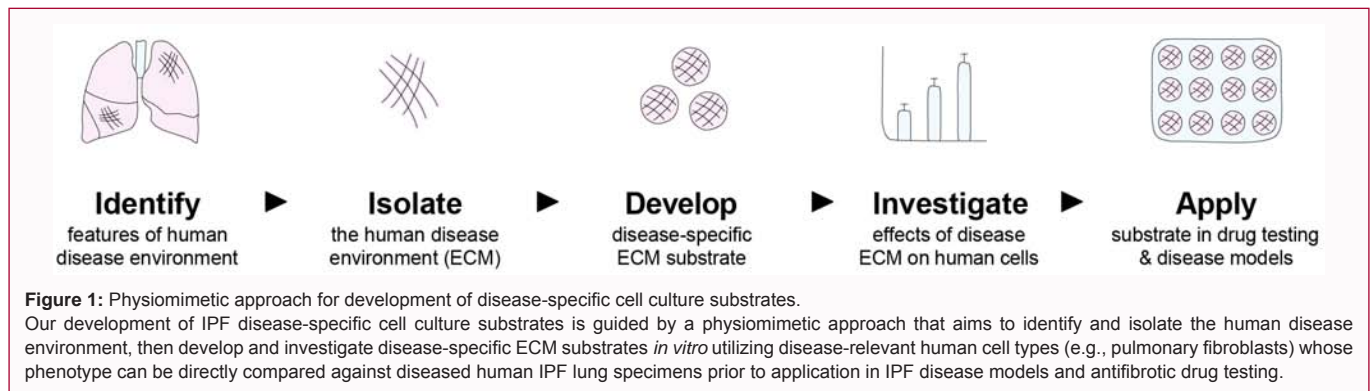 Identify ► Isolate ► Develop ► Investigate ► Apply
features of human disease environment
the human disease environment (ECM)
disease-specific ECM substrate
effects of disease ECM on human cells
substrate in drug testing & disease models
Figure 1: Physiomimetic approach for development of disease-specific cell culture substrates.
Our development of IPF disease-specific cell culture substrates is guided by a physiomimetic approach that aims to identify and isolate the human disease
environment, then develop and investigate disease-specific ECM substrates in vitro utilizing disease-relevant human cell types (e.g., pulmonary fibroblasts) whose
phenotype can be directly compared against diseased human IPF lung specimens prior to application in IPF disease models and antifibrotic drug testing.